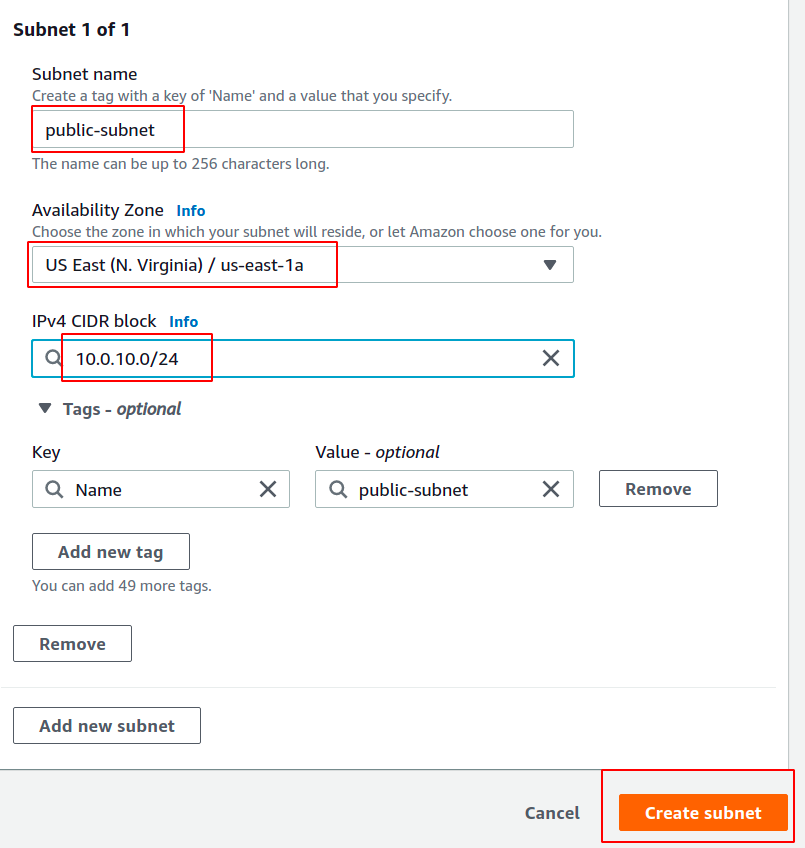 Subnet 1 of 1
Subnet name
Create a tag with a key of 'Name' and a value that you specify.
public-subnet
The name can be up to 256 characters long.
Availability Zone Info
Choose the zone in which your subnet will reside, or let Amazon choose one for you.
US East (N. Virginia) / us-east-1a
IPv4 CIDR block Info
10.0.10.0/24
Tags - optional
Key Value - optional
Name public-subnet Remove
Add new tag
You can add 49 more tags.
Remove
Add new subnet
Cancel Create subnet